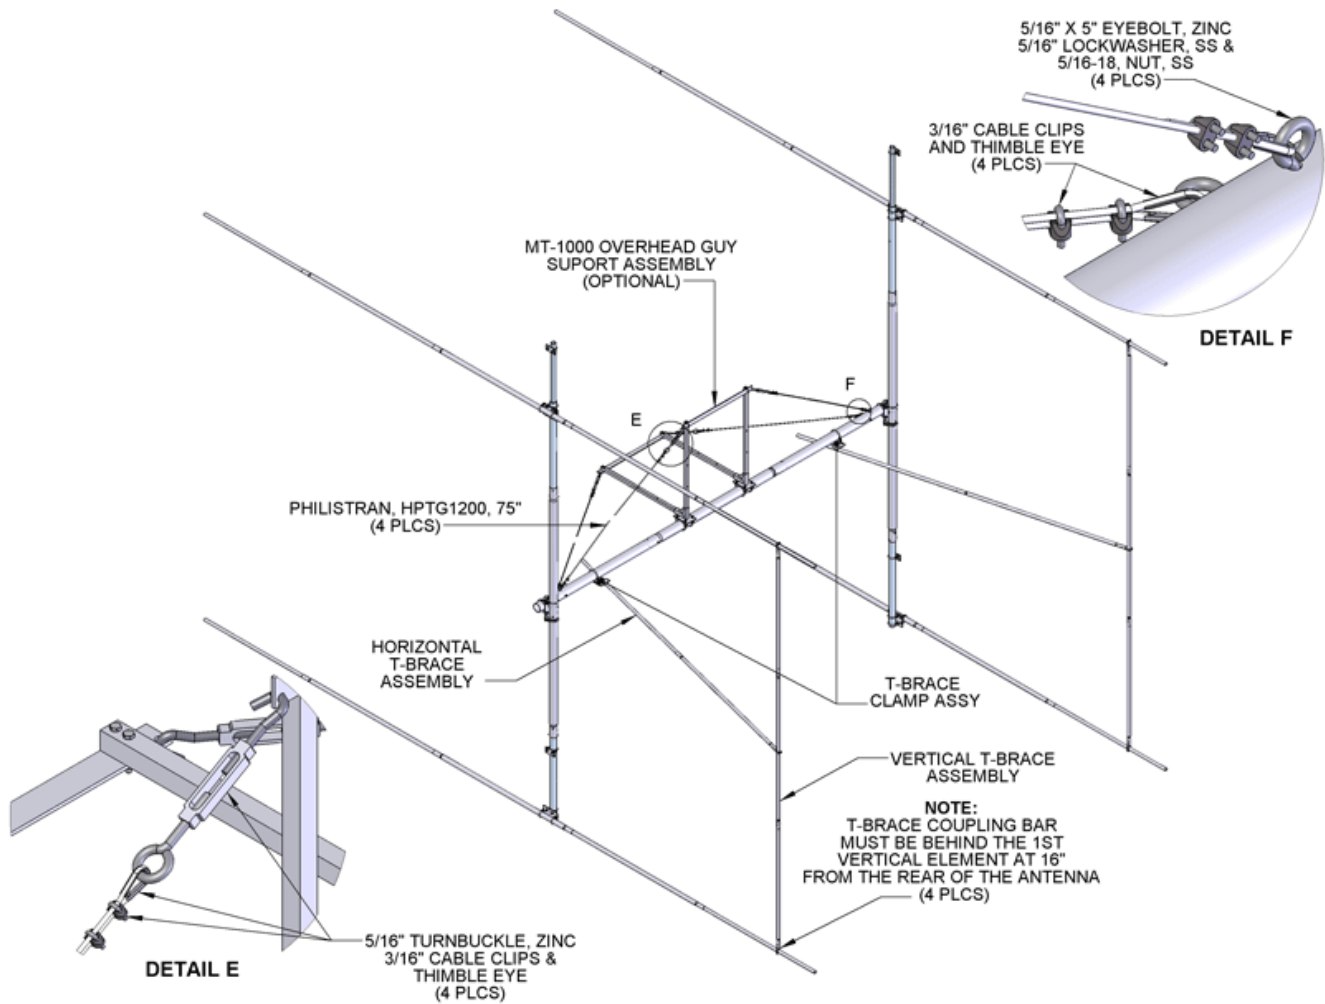 5/16" X 5" EYEBOLT, ZINC
5/16" LOCKWASHER, SS &
5/16-18, NUT, SS
(4 PLCS)
3/16" CABLE CLIPS
AND THIMBLE EYE
(4 PLCS)
DETAIL F
MT-1000 OVERHEAD GUY
SUPORT ASSEMBLY
(OPTIONAL)
F
E
PHILISTRAN, HPTG1200, 75"
(4 PLCS)
HORIZONTAL
T-BRACE
ASSEMBLY
T-BRACE
CLAMP ASSY
VERTICAL T-BRACE
ASSEMBLY
NOTE:
T-BRACE COUPLING BAR
MUST BE BEHIND THE 1ST
VERTICAL ELEMENT AT 16"
FROM THE REAR OF THE ANTENNA
(4 PLCS)
5/16" TURNBUCKLE, ZINC
3/16" CABLE CLIPS &
THIMBLE EYE
(4 PLCS)
DETAIL E